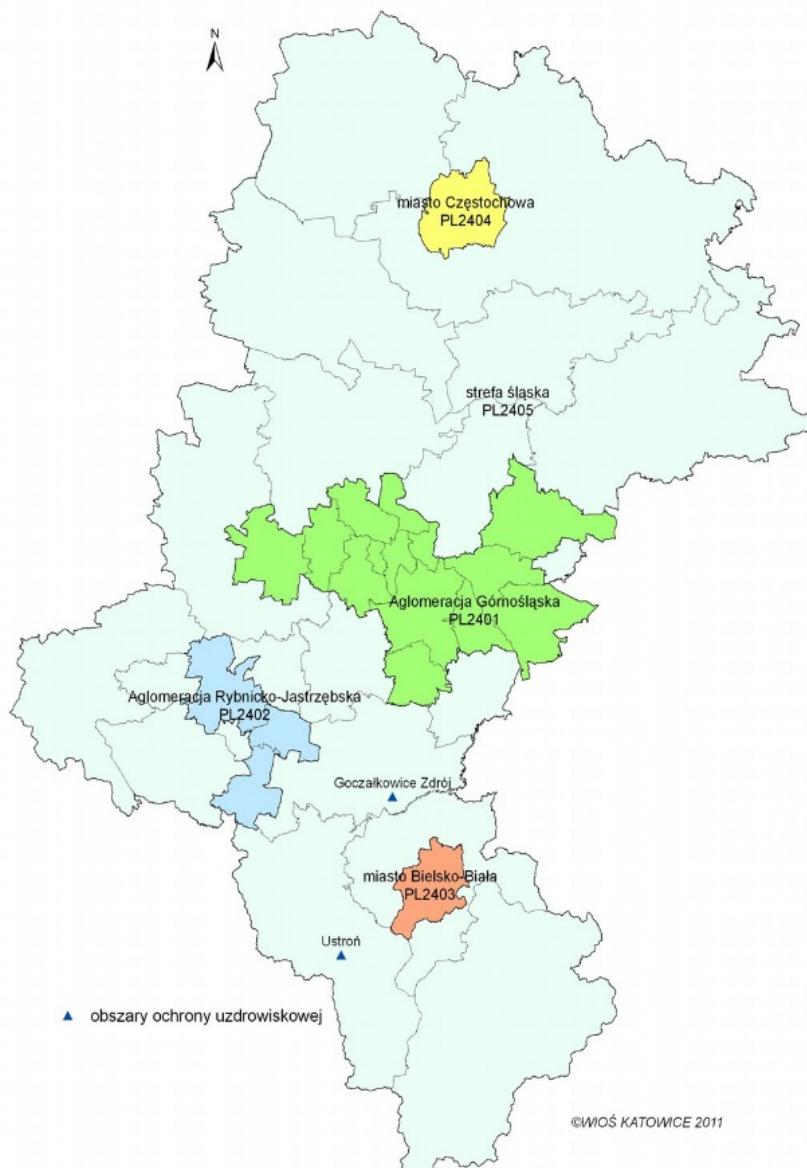 N
miasto Częstochowa
PL2404
strefa śląska
PL2405
Aglomeracja Górnośląska
PL2401
Aglomeracja Rybnicko-Jastrzębska
PL2402
Goczałkowice Zdrój
miasto Bielsko-Biała
PL2403
Ustroń
obszary ochrony uzdrowiskowej
©WIOŚ KATOWICE 2011